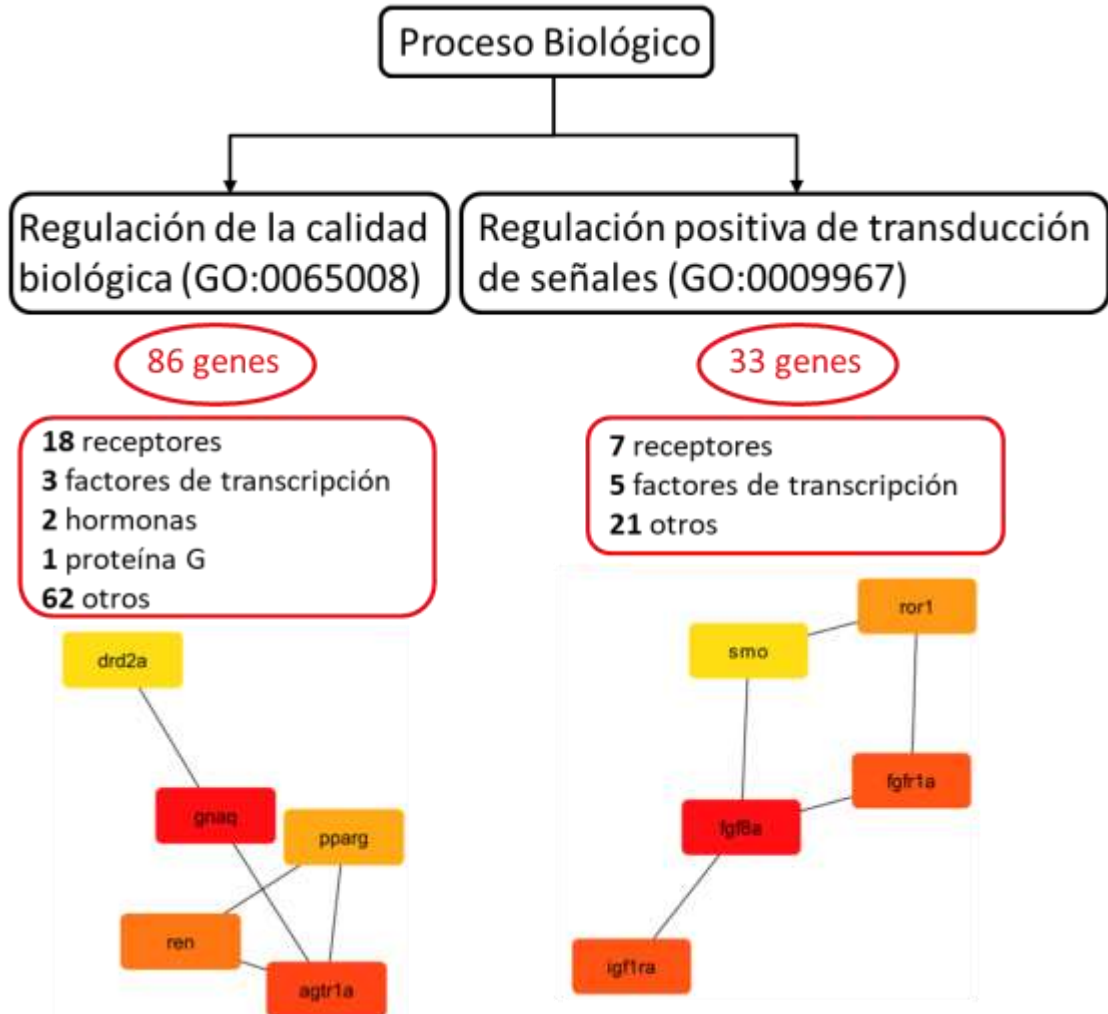 Proceso Biológico
Regulación de la calidad
biológica (GO:0065008)
Regulación positiva de transducción
de señales (GO:0009967)
86 genes
33 genes
18 receptores
3 factores de transcripción
2 hormonas
1 proteína G
62 otros
7 receptores
5 factores de transcripción
21 otros
drd2a
gnaq
pparg
ren
agtr1a
ror1
smo
fgfr1a
fgf8a
igf1ra